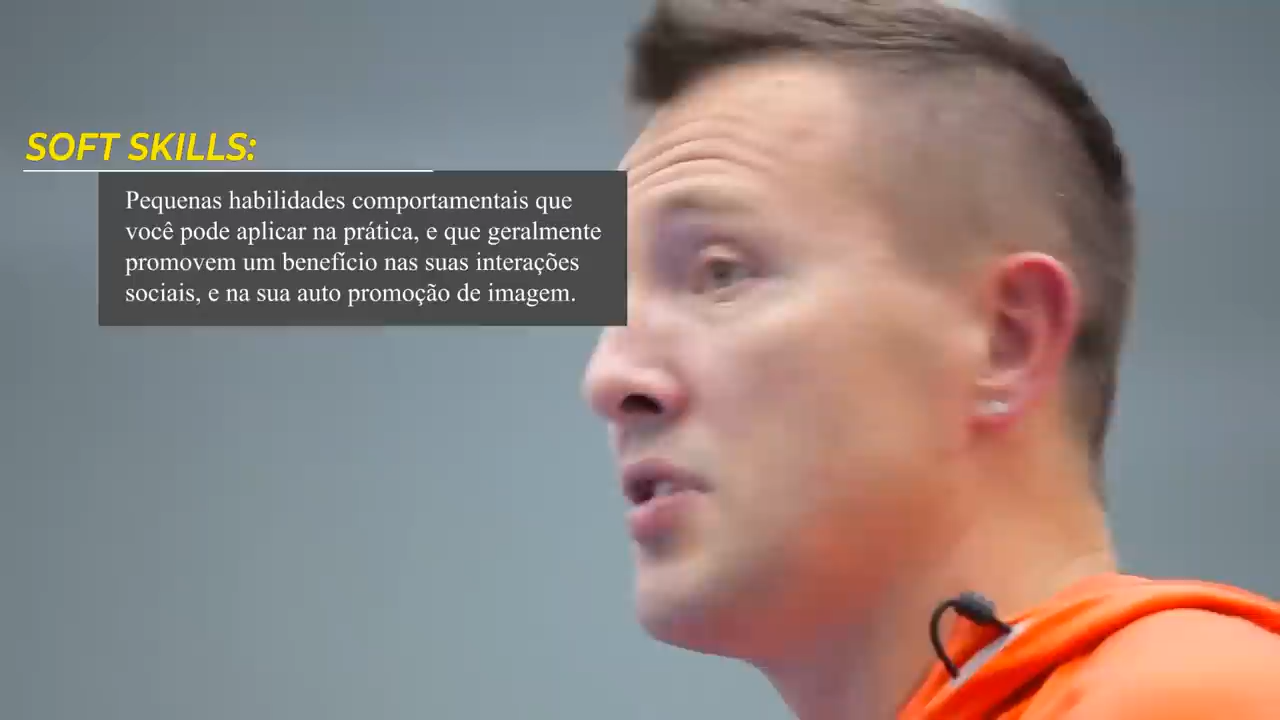 SOFT SKILLS:
Pequenas habilidades comportamentais que
você pode aplicar na prática, e que geralmente
promovem um benefício nas suas interações
sociais, e na sua auto promoção de imagem.